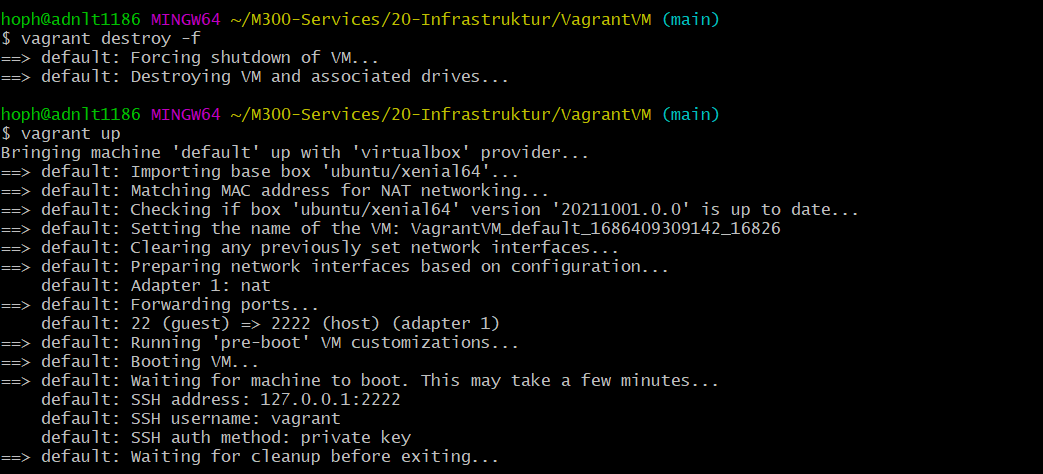 hoph@adnlt1186 MINGW64 ~/M300-Services/20-Infrastruktur/VagrantVM (main)
$ vagrant destroy -f
==> default: Forcing shutdown of VM...
==> default: Destroying VM and associated drives...
hoph@adnlt1186 MINGW64 ~/M300-Services/20-Infrastruktur/VagrantVM (main)
$ vagrant up
Bringing machine 'default' up with 'virtualbox' provider...
==> default: Importing base box 'ubuntu/xenial64'...
==> default: Matching MAC address for NAT networking...
==> default: Checking if box 'ubuntu/xenial64' version '20211001.0.0' is up to date...
==> default: Setting the name of the VM: VagrantVM_default_1686409309142_16826
==> default: Clearing any previously set network interfaces...
==> default: Preparing network interfaces based on configuration...
    default: Adapter 1: nat
==> default: Forwarding ports...
    default: 22 (guest) => 2222 (host) (adapter 1)
==> default: Running 'pre-boot' VM customizations...
==> default: Booting VM...
==> default: Waiting for machine to boot. This may take a few minutes...
    default: SSH address: 127.0.0.1:2222
    default: SSH username: vagrant
    default: SSH auth method: private key
==> default: Waiting for cleanup before exiting...